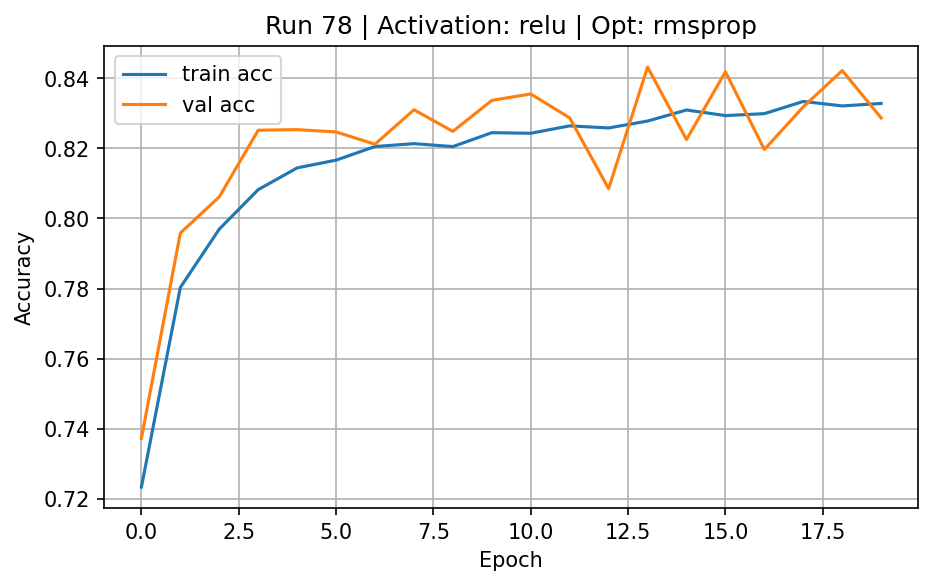 Run 78 | Activation: relu | Opt: rmsprop
train acc
val acc
Accuracy
0.84
0.82
0.80
0.78
0.76
0.74
0.72
0.0 2.5 5.0 7.5 10.0 12.5 15.0 17.5
Epoch